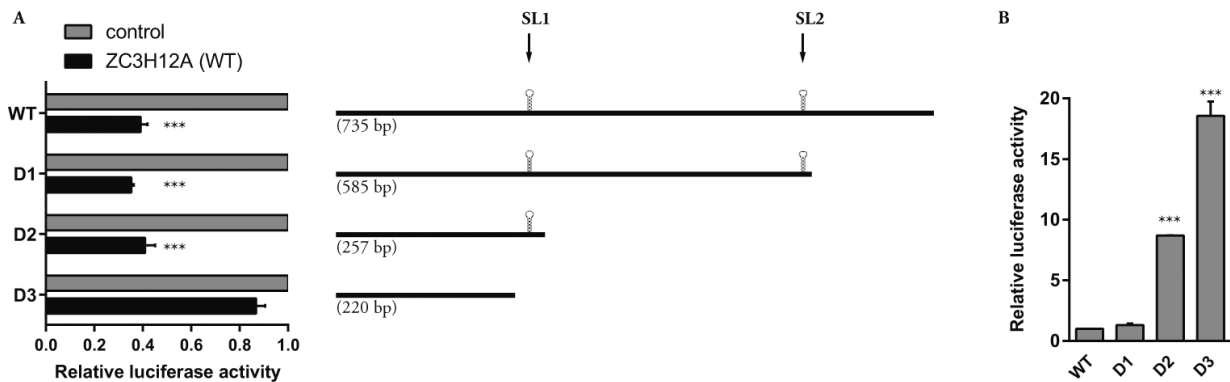 A
control
ZC3H12A (WT)
SL1
SL2
WT
***
(735 bp)
D1
***
(585 bp)
D2
***
(257 bp)
D3
(220 bp)
0.0 0.2 0.4 0.6 0.8 1.0
Relative luciferase activity
B
Relative luciferase activity
20
15
10
5
0
***
***
WT D1 D2 D3